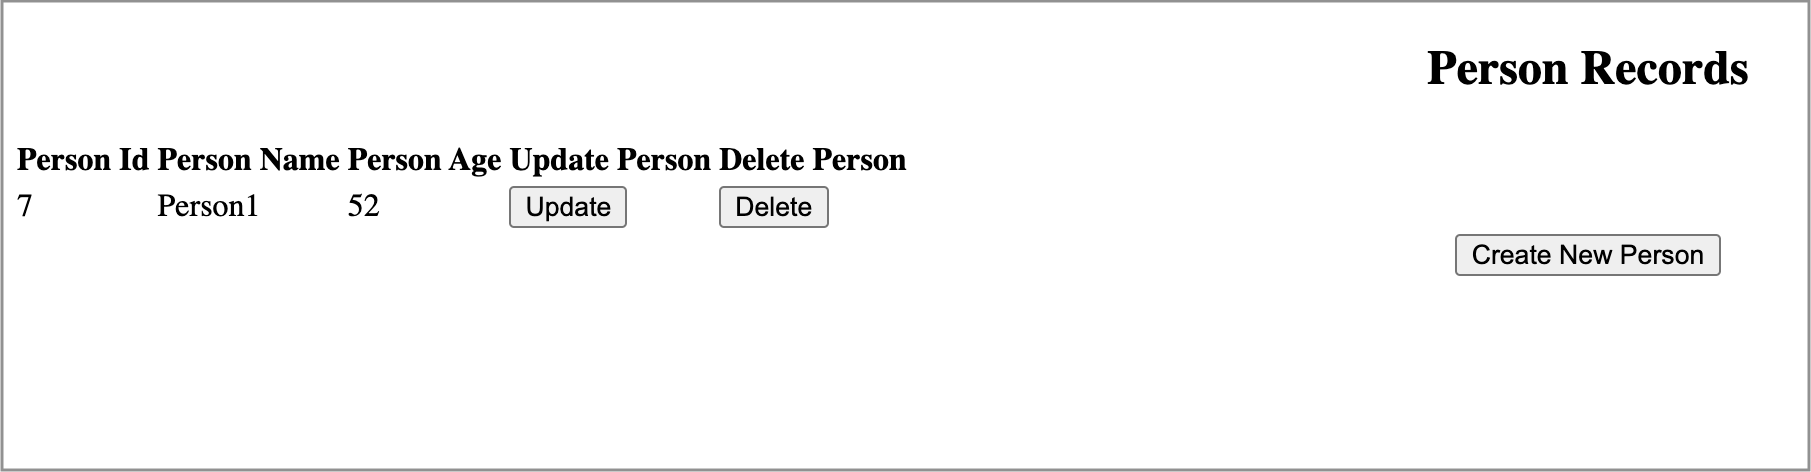 Person Records
Person Id Person Name Person Age Update Person Delete Person
7 Person1 52 Update Delete
Create New Person